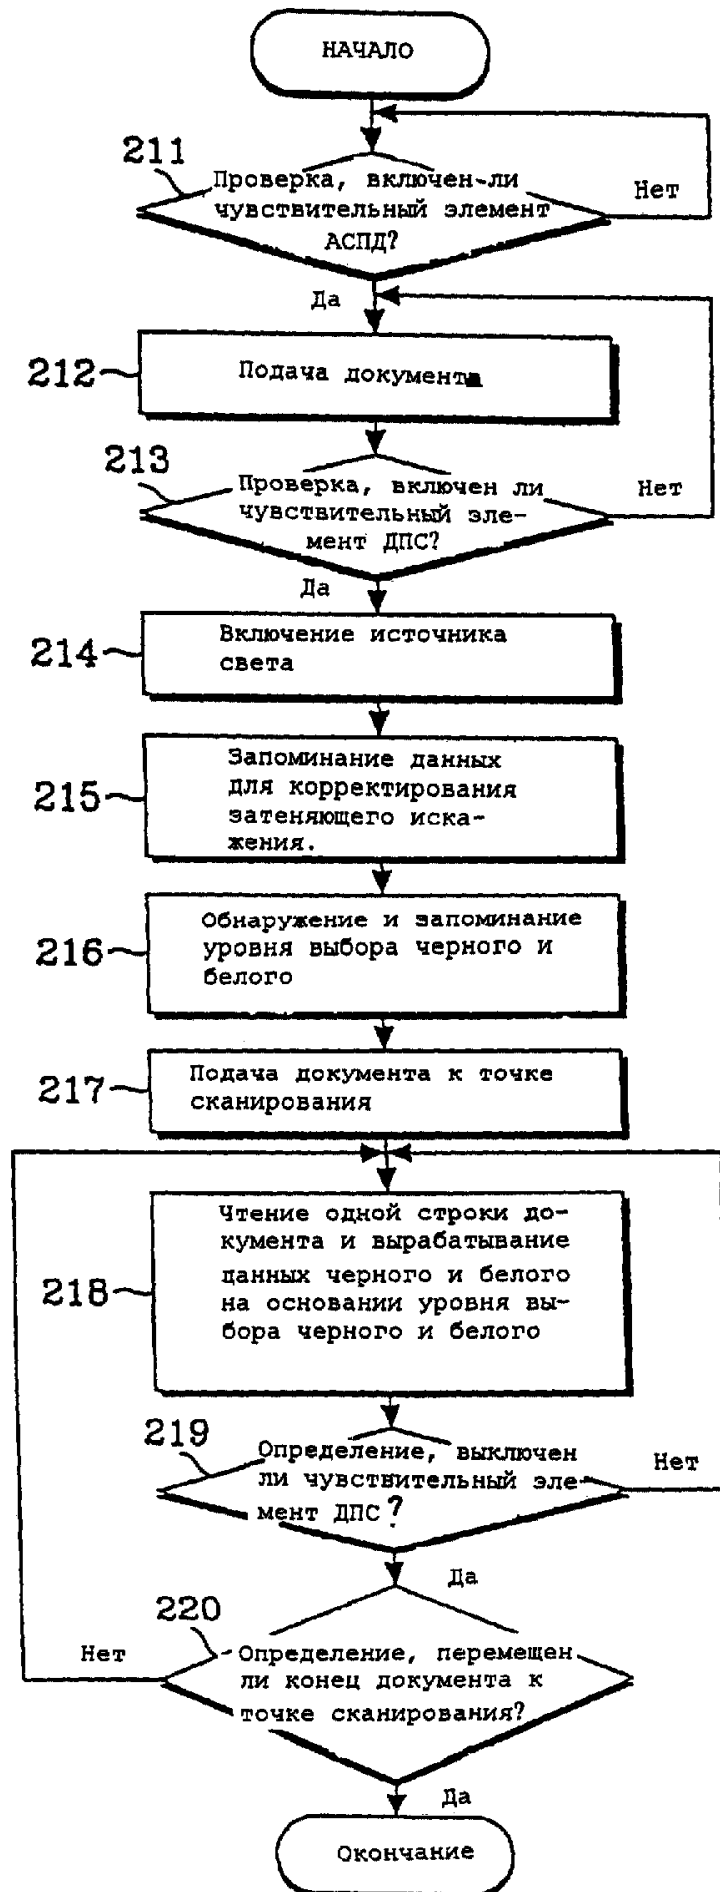 НАЧАЛО
211
Проверка, включен-ли
чувствительный элемент
АСПД?
Нет
Да
212
Подача документа
213
Проверка, включен ли
чувствительный эле-
мент ДПС?
Нет
Да
214
Включение источника
света
215
Запоминание данных
для корректирования
затеняющего иска-
жения.
216
Обнаружение и запоминание
уровня выбора черного и
белого
217
Подача документа к точке
сканирования
218
Чтение одной строки до-
кумента и вырабатывание
данных черного и белого
на основании уровня вы-
бора черного и белого
219
Определение, выключен
ли чувствительный эле-
мент ДПС?
Нет
Да
220
Определение, перемещен
ли конец документа к
точке сканирования?
Нет
Да
Окончание